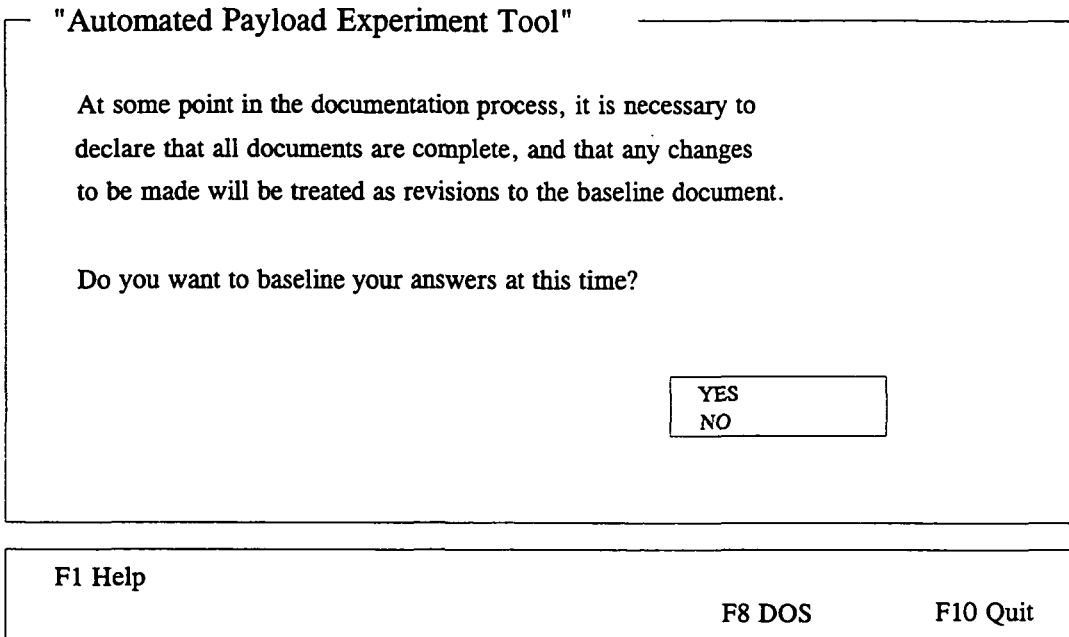 "Automated Payload Experiment Tool"
At some point in the documentation process, it is necessary to
declare that all documents are complete, and that any changes
to be made will be treated as revisions to the baseline document.
Do you want to baseline your answers at this time?
YES
NO
F1 Help
F8 DOS F10 Quit